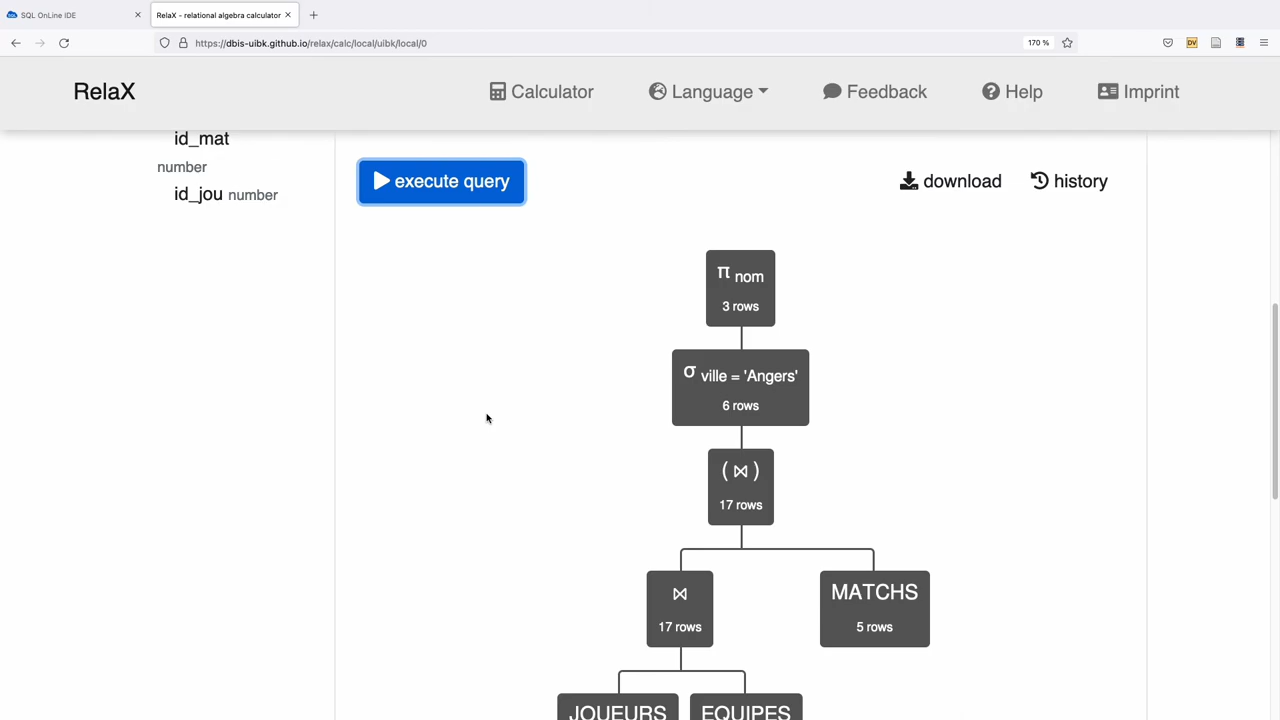 SQL OnLine IDE
RelaX - relational algebra calculator
https://dbis-uibk.github.io/relax/calc/local/uibk/local/0
170 %
DV
RelaX
Calculator
Language
Feedback
Help
Imprint
id_mat
number
id_jou number
execute query
download
history
π nom
3 rows
σ ville = 'Angers'
6 rows
( ⋈ )
17 rows
⋈
17 rows
MATCHS
5 rows
JOUEURS
EQUIPES